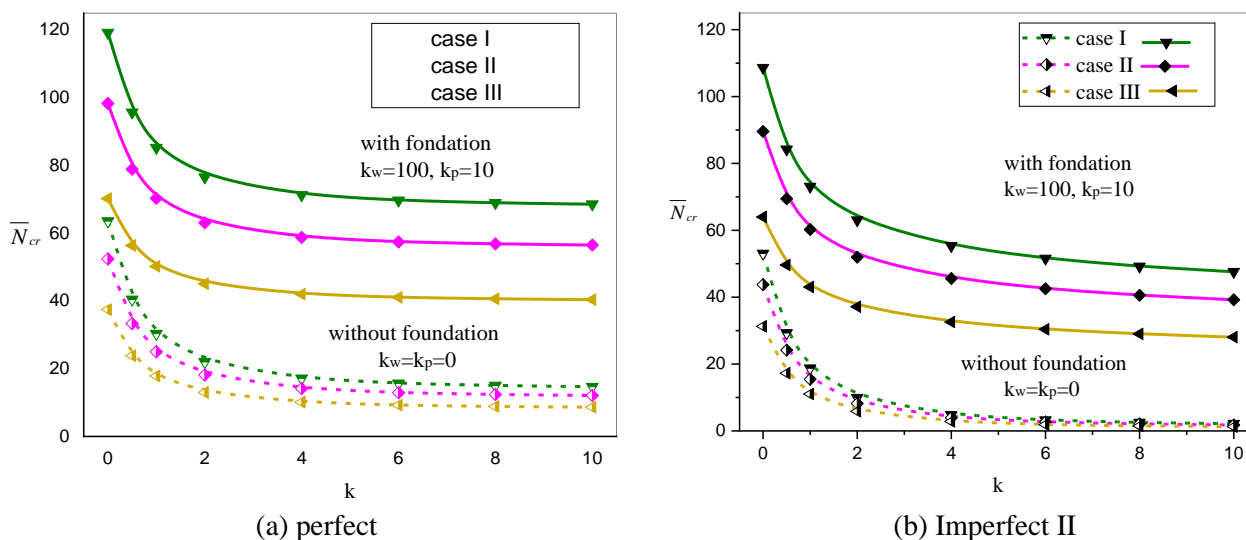 120
100
80
60
40
20
0
N̅cr
case I
case II
case III
with fondation
kw=100, kp=10
without foundation
kw=kp=0
0 2 4 6 8 10
k
(a) perfect
120
100
80
60
40
20
0
N̅cr
case I
case II
case III
with fondation
kw=100, kp=10
without foundation
kw=kp=0
0 2 4 6 8 10
k
(b) Imperfect II